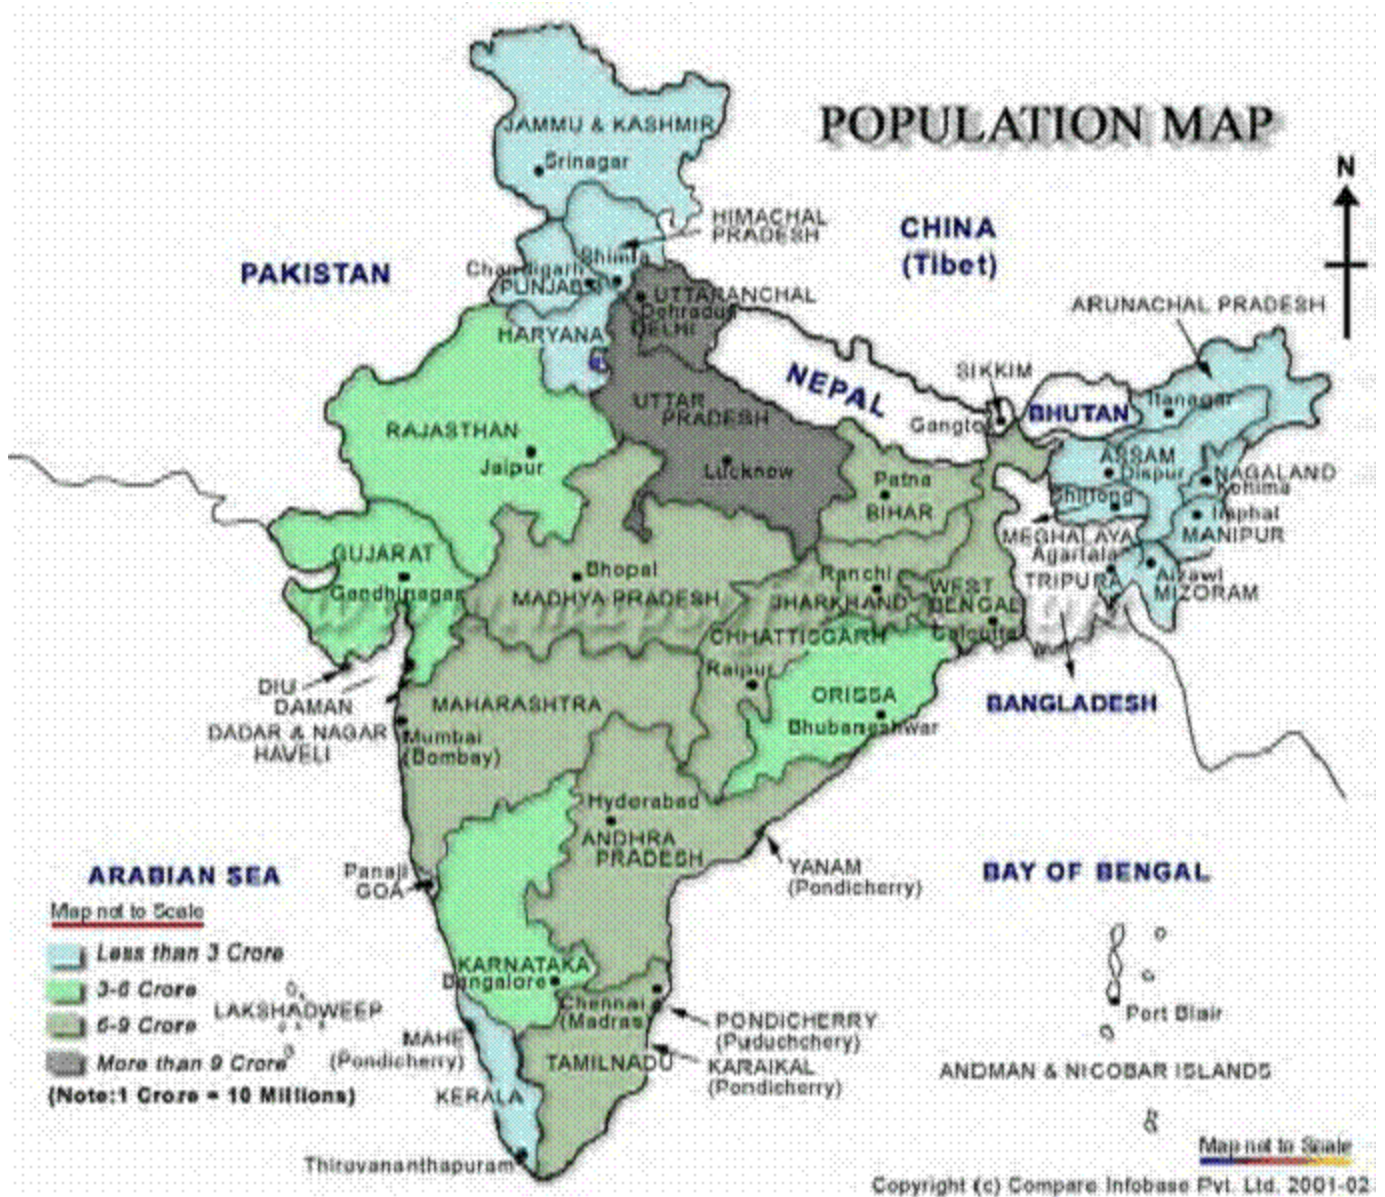 POPULATION MAP
N
JAMMU & KASHMIR
Srinagar
HIMACHAL
PRADESH
CHINA
(Tibet)
PAKISTAN
Shimla
Chandigarh
PUNJAB
UTTARANCHAL
Dehradun
DELHI
HARYANA
ARUNACHAL PRADESH
NEPAL
SIKKIM
BHUTAN
Itanagar
Gangto
UTTAR
PRADESH
RAJASTHAN
Jaipur
Lucknow
ASSAM
Dispur
NAGALAND
Kohima
Patna
BIHAR
Shillong
Imphal
MEGHALAYA
MANIPUR
Agartala
GUJARAT
Gandhinagar
Bhopal
MADHYA PRADESH
Ranchi
JHARKHAND
WEST
BENGAL
Calcutta
TRIPURA
Aizawl
MIZORAM
CHHATTISGARH
Raipur
DIU
DAMAN
DADAR & NAGAR
HAVELI
MAHARASHTRA
Mumbai
(Bombay)
ORISSA
Bhubaneshwar
BANGLADESH
Hyderabad
ANDHRA
PRADESH
YANAM
(Pondicherry)
ARABIAN SEA
Panaji
GOA
BAY OF BENGAL
Map not to Scale
Less than 3 Crore
3-6 Crore
6-9 Crore
More than 9 Crore
(Note:1 Crore = 10 Millions)
LAKSHADWEEP
KARNATAKA
Bangalore
Chennai
(Madras)
PONDICHERRY
(Puduchchery)
MAHE
(Pondicherry)
TAMILNADU
KARAIKAL
(Pondicherry)
KERALA
Thiruvananthapuram
Port Blair
ANDMAN & NICOBAR ISLANDS
Map not to Scale
Copyright (c) Compare Infobase Pvt. Ltd. 2001-02